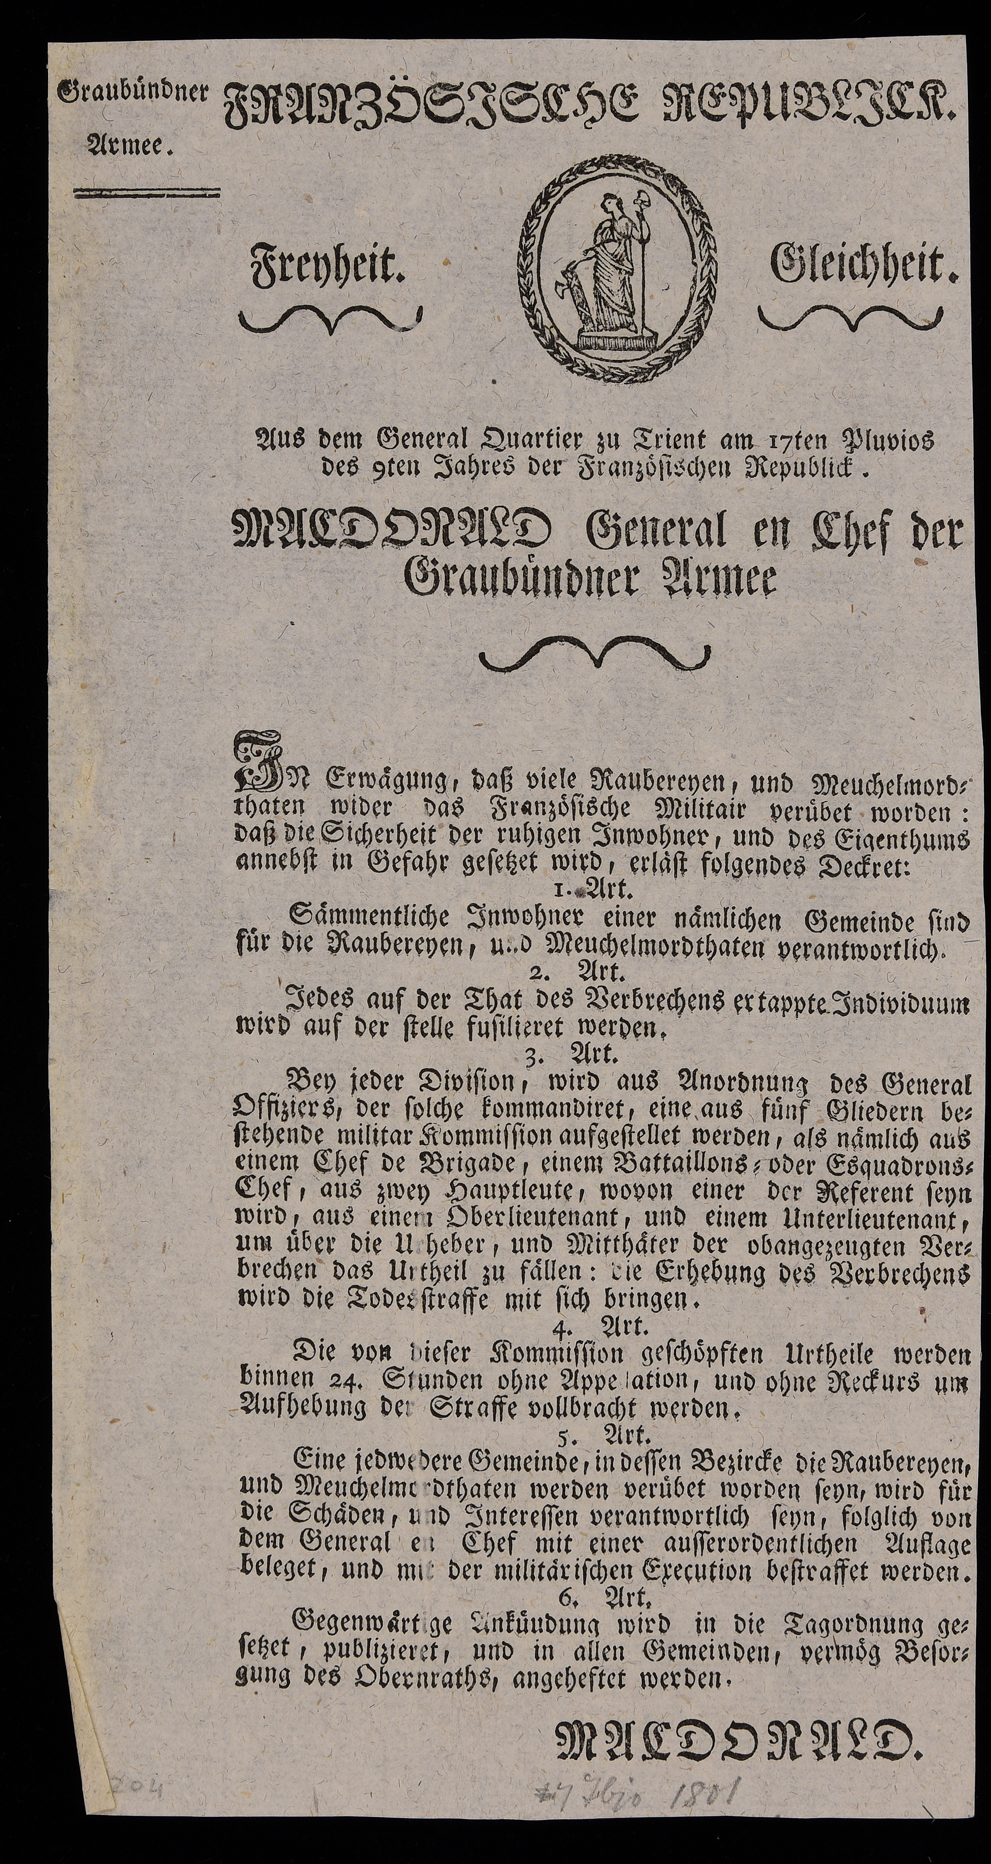 Graubündner
Armee.
FRANZÖSISCHE REPUBLICK.
Freyheit.
Gleichheit.
Aus dem General Quartier zu Trient am 17ten Pluvios
des 9ten Jahres der Französischen Republick.
MACDONALD General en Chef der
Graubündner Armee
IN Erwägung, daß viele Raubereyen, und Meuchelmord-
thaten wider das Französische Militair verübet worden:
daß die Sicherheit der ruhigen Inwohner, und des Eigenthums
annebst in Gefahr gesetzet wird, erläst folgendes Deckret:
1. Art.
Sämmentliche Inwohner einer nämlichen Gemeinde sind
für die Raubereyen, und Meuchelmordthaten verantwortlich.
2. Art.
Jedes auf der That des Verbrechens ertappte Individuum
wird auf der stelle fusilieret werden.
3. Art.
Bey jeder Division, wird aus Anordnung des General
Offiziers, der solche kommandiret, eine aus fünf Gliedern be-
stehende militar Kommission aufgestellet werden, als nämlich aus
einem Chef de Brigade, einem Battaillons- oder Esquadrons-
Chef, aus zwey Hauptleute, wovon einer der Referent seyn
wird, aus einem Oberlieutenant, und einem Unterlieutenant,
um über die Urheber, und Mitthäter der obangezeugten Ver-
brechen das Urtheil zu fällen: die Erhebung des Verbrechens
wird die Todesstraffe mit sich bringen.
4. Art.
Die von dieser Kommission geschöpften Urtheile werden
binnen 24. Stunden ohne Appellation, und ohne Reckurs um
Aufhebung der Straffe vollbracht werden.
5. Art.
Eine jedwedere Gemeinde, in dessen Bezircke die Raubereyen,
und Meuchelmordthaten werden verübet worden seyn, wird für
die Schäden, und Interessen verantwortlich seyn, folglich von
dem General en Chef mit einer ausserordentlichen Auflage
beleget, und mit der militärischen Execution bestraffet werden.
6. Art.
Gegenwärtige Ankündung wird in die Tagordnung ge-
setzet, publizieret, und in allen Gemeinden, vermög Besor-
gung des Obernraths, angeheftet werden.
MACDONALD.
204
1801